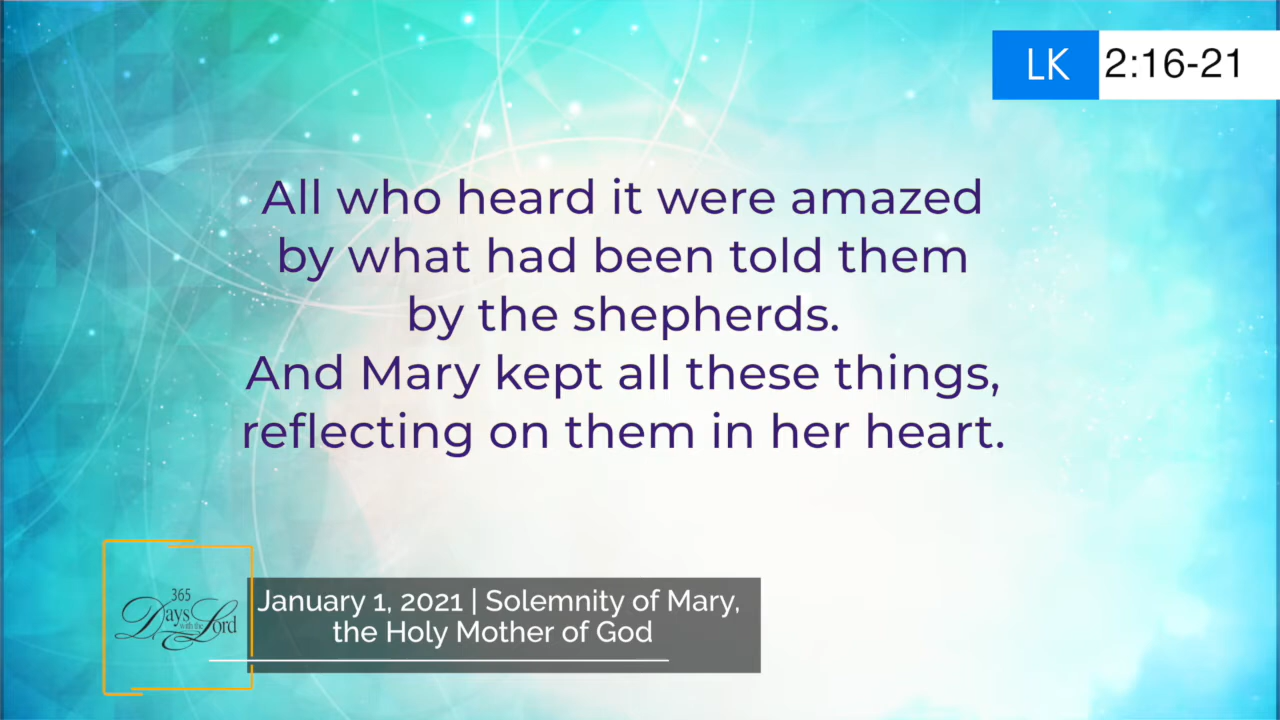 LK 2:16-21
All who heard it were amazed
by what had been told them
by the shepherds.
And Mary kept all these things,
reflecting on them in her heart.
365
Days with the Lord
January 1, 2021 | Solemnity of Mary,
the Holy Mother of God